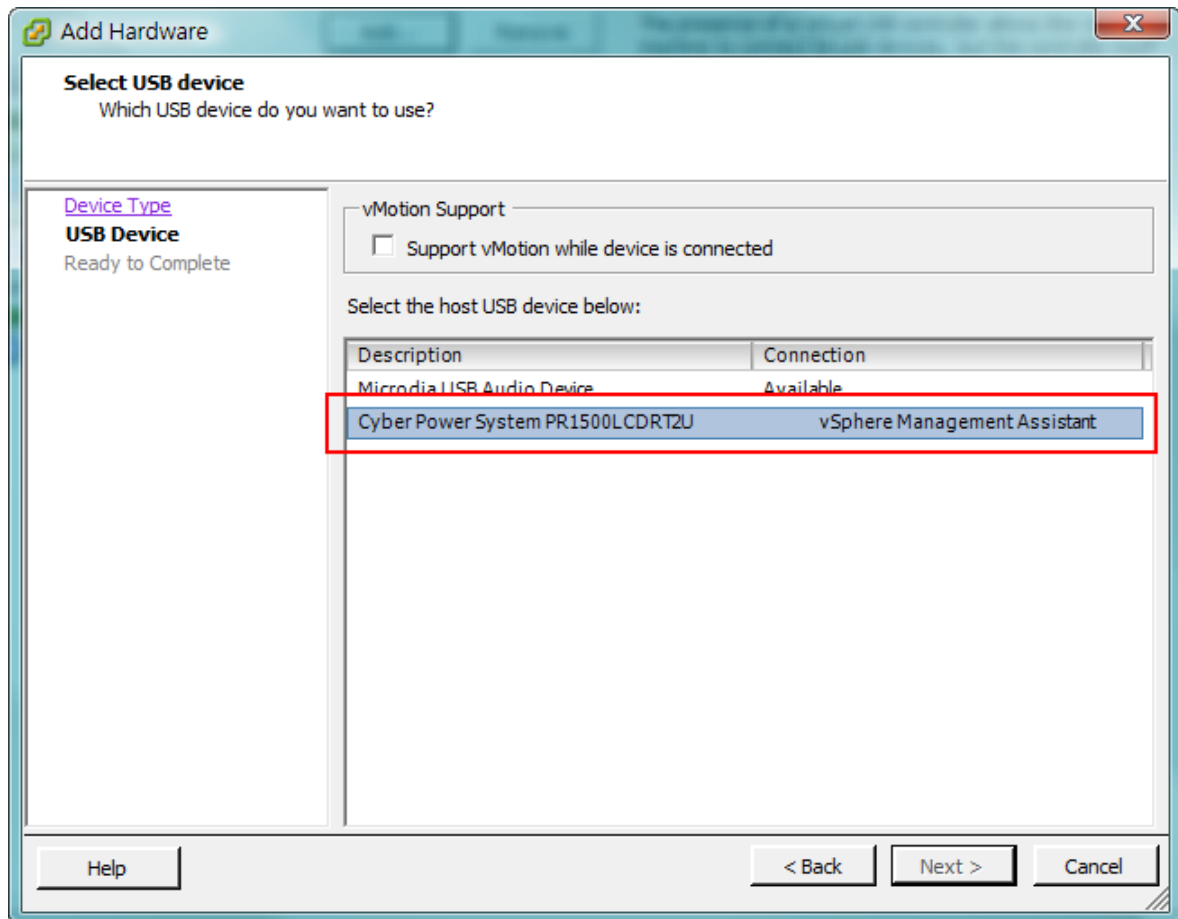 Add Hardware
Select USB device
Which USB device do you want to use?
Device Type
USB Device
Ready to Complete
vMotion Support
Support vMotion while device is connected
Select the host USB device below:
Description Connection
Microdia USB Audio Device Available
Cyber Power System PR1500LCDRT2U vSphere Management Assistant
Help < Back Next > Cancel